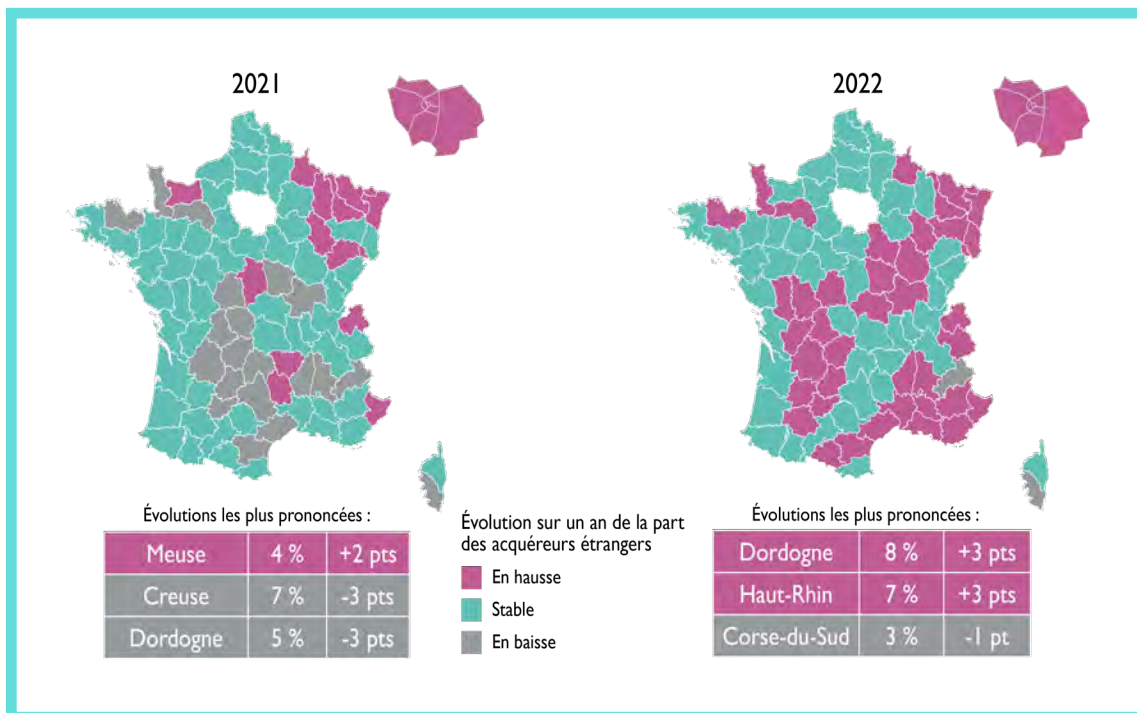 2021
2022
Évolutions les plus prononcées :
Meuse 4 % +2 pts
Creuse 7 % -3 pts
Dordogne 5 % -3 pts
Évolution sur un an de la part
des acquéreurs étrangers
En hausse
Stable
En baisse
Évolutions les plus prononcées :
Dordogne 8 % +3 pts
Haut-Rhin 7 % +3 pts
Corse-du-Sud 3 % -1 pt